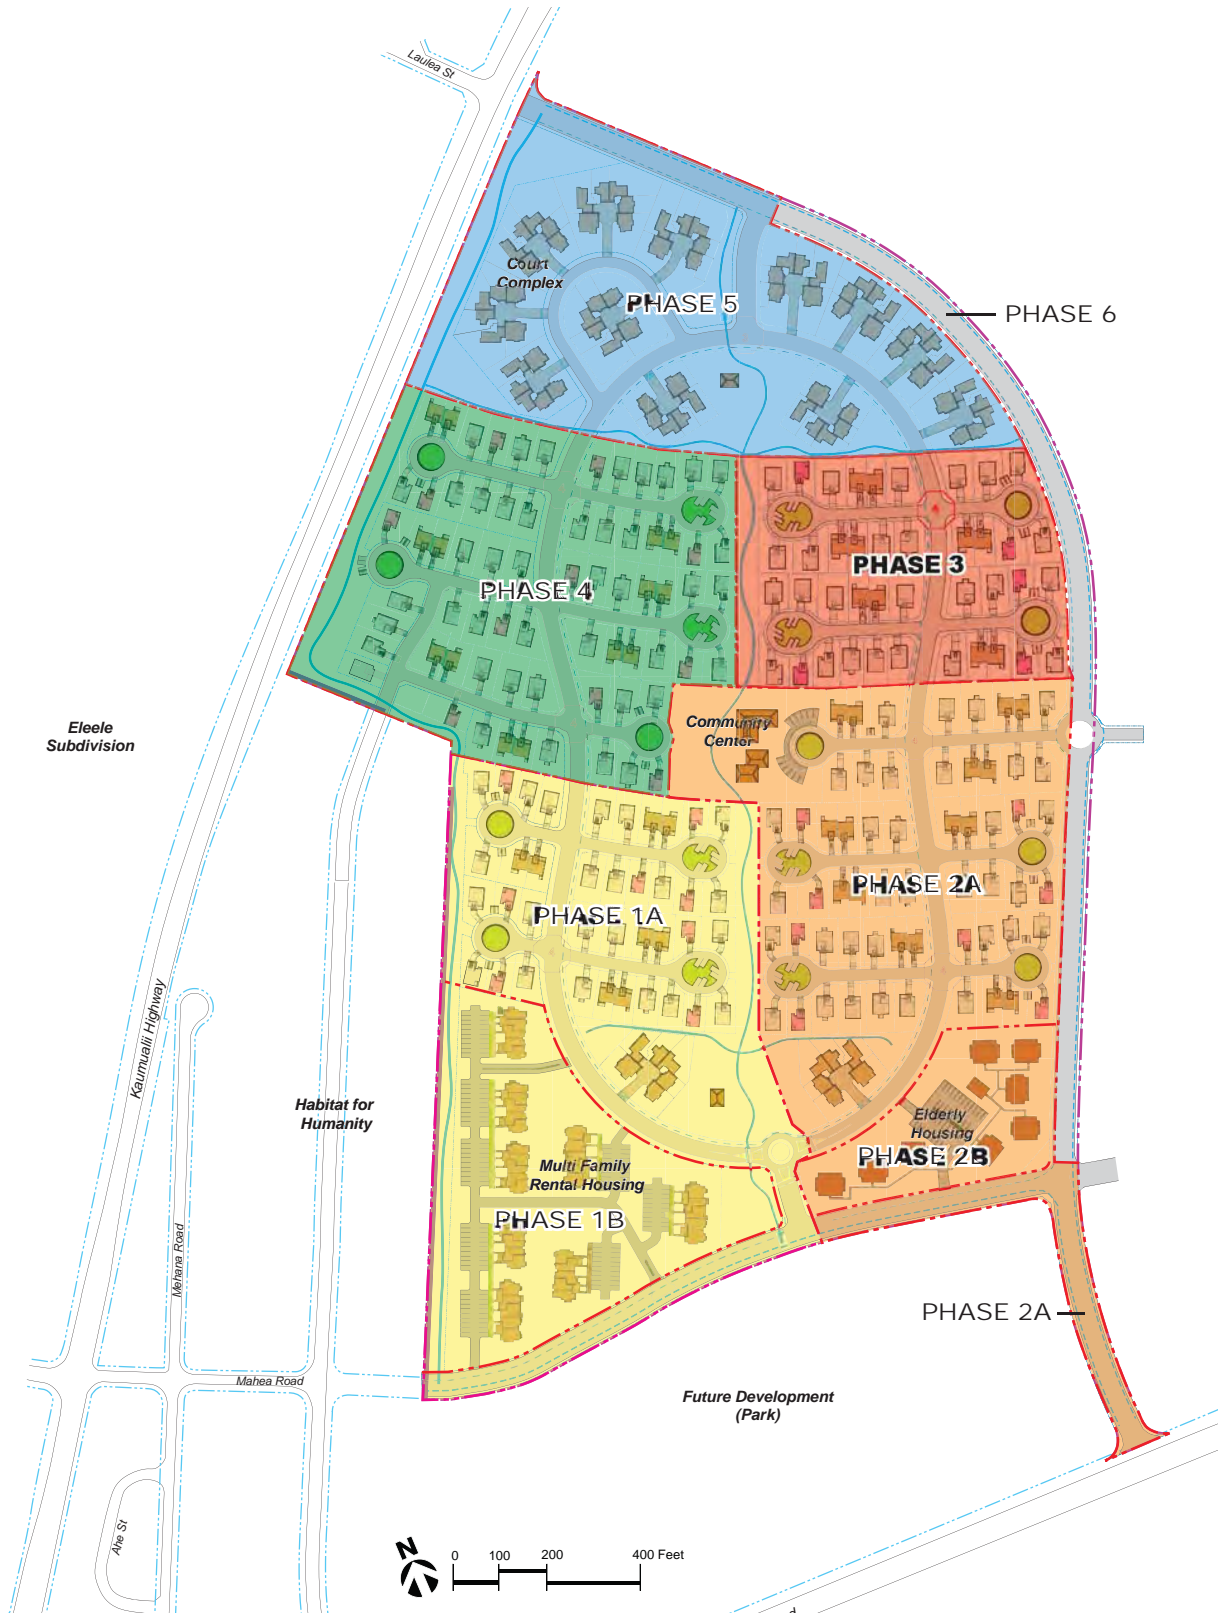 Laulea St
Court
Complex
PHASE 5
PHASE 6
PHASE 3
PHASE 4
Eleele
Subdivision
Community
Center
PHASE 2A
PHASE 1A
Kaumualii Highway
Habitat for
Humanity
Elderly
Housing
PHASE 2B
Multi Family
Rental Housing
PHASE 1B
Mehana Road
PHASE 2A
Mahea Road
Future Development
(Park)
Ahe St
N
0 100 200 400 Feet